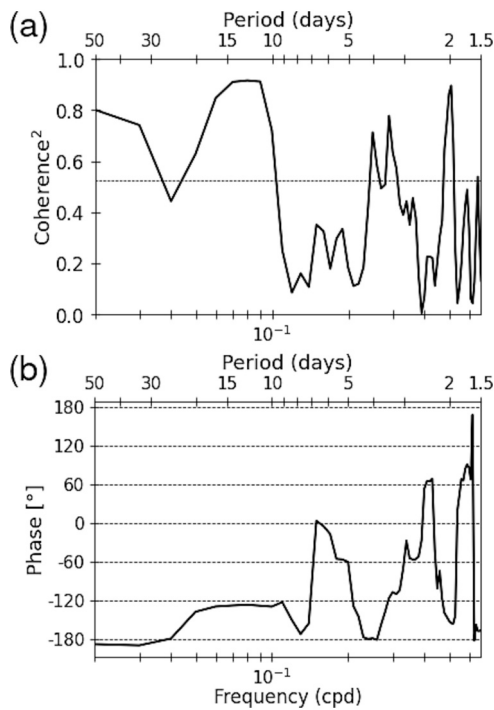 (a)
Period (days)
50 30 15 10 5 2 1.5
1.0
0.8
0.6
0.4
0.2
0.0
Coherence²
10⁻¹
(b)
Period (days)
50 30 15 10 5 2 1.5
180
120
60
0
-60
-120
-180
Phase [°]
10⁻¹
Frequency (cpd)